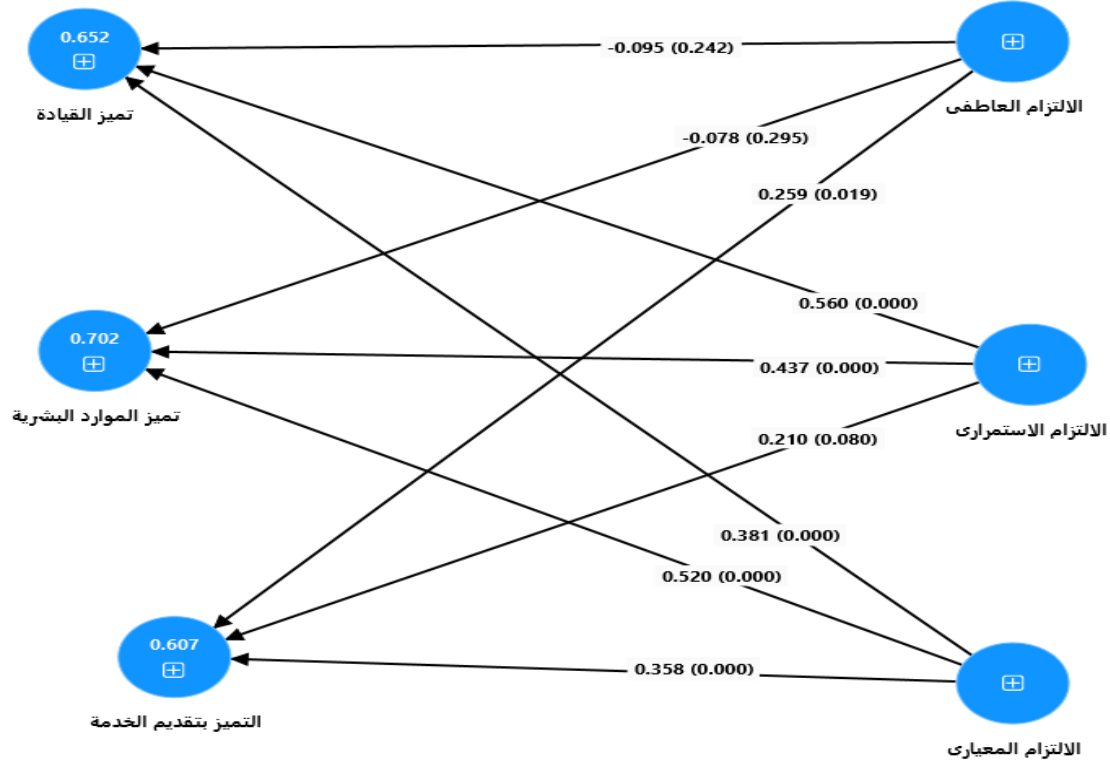 0.652
تميز القيادة
-0.095 (0.242)
الالتزام العاطفى
-0.078 (0.295)
0.259 (0.019)
0.560 (0.000)
0.702
تميز الموارد البشرية
0.437 (0.000)
الالتزام الاستمرارى
0.210 (0.080)
0.381 (0.000)
0.520 (0.000)
0.607
التميز بتقديم الخدمة
0.358 (0.000)
الالتزام المعيارى